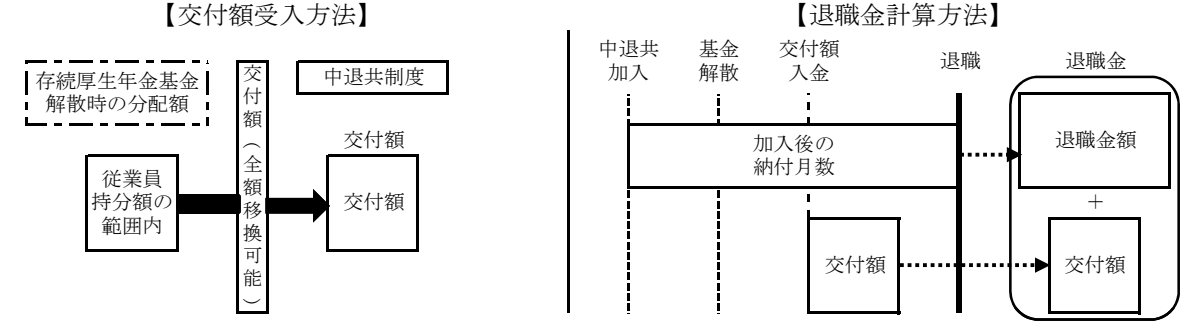 【交付額受入方法】
存続厚生年金基金
解散時の分配額
従業員
持分額の
範囲内
交付額（全額移換可能）
中退共制度
交付額
交付額
【退職金計算方法】
中退共
加入
基金
解散
交付額
入金
退職
退職金
加入後の
納付月数
退職金額
＋
交付額
交付額